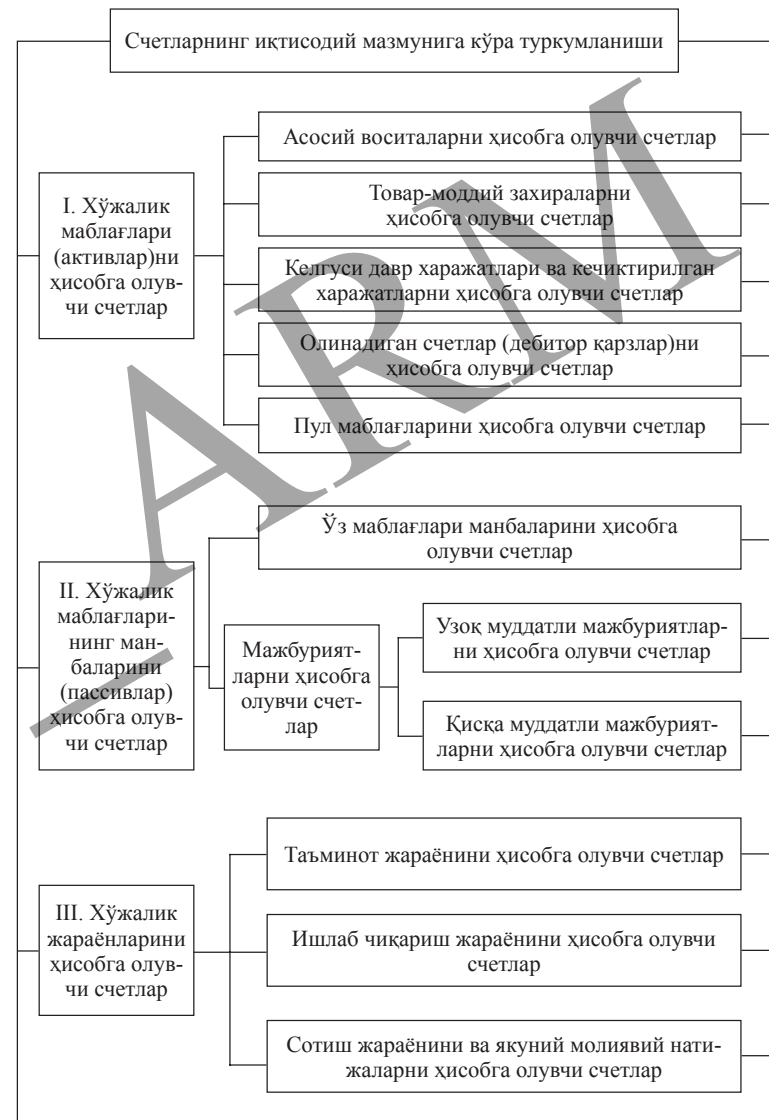 Счетларнинг иқтисодий мазмунига кўра туркумланиши
I. Хўжалик
маблағлари
(активлар)ни
ҳисобга олув-
чи счетлар
Асосий воситаларни ҳисобга олувчи счетлар
Товар-моддий захираларни
ҳисобга олувчи счетлар
Келгуси давр харажатлари ва кечиктирилган
харажатларни ҳисобга олувчи счетлар
Олинадиган счетлар (дебитор қарзлар)ни
ҳисобга олувчи счетлар
Пул маблағларини ҳисобга олувчи счетлар
II. Хўжалик
маблағлари-
нинг ман-
баларини
(пассивлар)
ҳисобга олув-
чи счетлар
Ўз маблағлари манбаларини ҳисобга
олувчи счетлар
Мажбурият-
ларни ҳисобга
олувчи счет-
лар
Узоқ муддатли мажбуриятлар-
ни ҳисобга олувчи счетлар
Қисқа муддатли мажбурият-
ларни ҳисобга олувчи счетлар
III. Хўжалик
жараёнларини
ҳисобга олув-
чи счетлар
Таъминот жараёнини ҳисобга олувчи счетлар
Ишлаб чиқариш жараёнини ҳисобга олувчи
счетлар
Сотиш жараёнини ва якуний молиявий нати-
жаларни ҳисобга олувчи счетлар
ARM